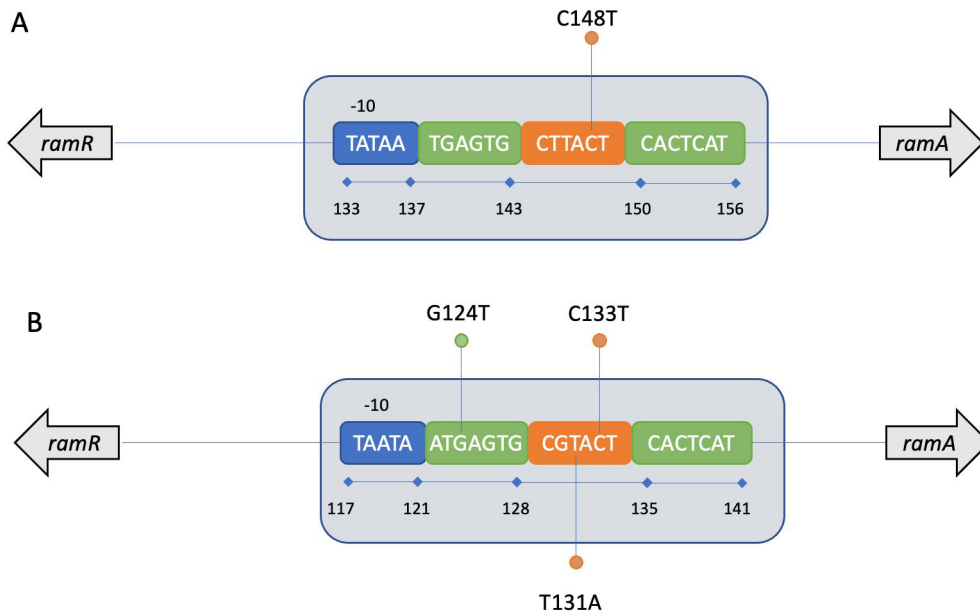 A
C148T
-10
ramR TATAA TGAGTG CTTACT CACTCAT ramA
133 137 143 150 156
B
G124T C133T
-10
ramR TAATA ATGAGTG CGTACT CACTCAT ramA
117 121 128 135 141
T131A